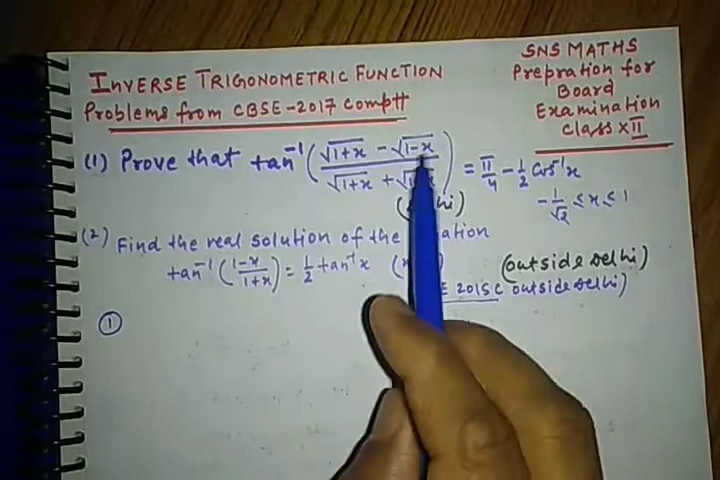 INVERSE TRIGONOMETRIC FUNCTION
Problems from CBSE-2017 Comptt
SNS MATHS
Prepration for
Board
Examination
Class XII
(1) Prove that tan⁻¹ (√1+x − √1−x / √1+x + √1 x) = π/4 − 1/2 cos⁻¹x
−1/√2 ≤ x ≤ 1
(2) Find the real solution of the
tan⁻¹ (1−x / 1+x) = 1/2 tan⁻¹ x
(outside Delhi)
2015 C outside Delhi)
①